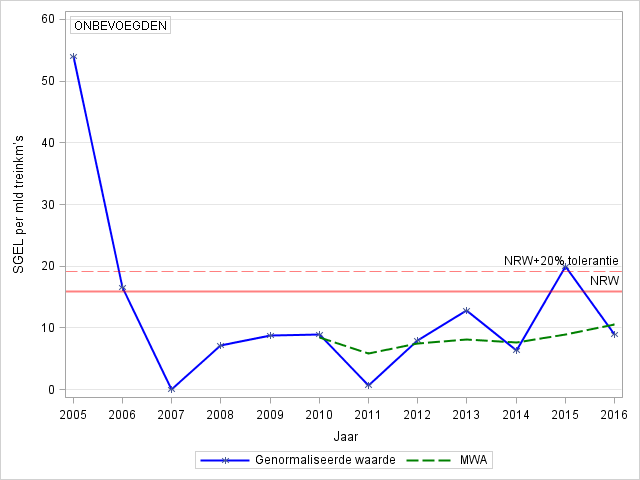 ONBEVOEGDEN
60
50
40
30
20
10
0
SGEL per mld treinkm's
NRW+20% tolerantie
NRW
2005 2006 2007 2008 2009 2010 2011 2012 2013 2014 2015 2016
Jaar
Genormaliseerde waarde MWA